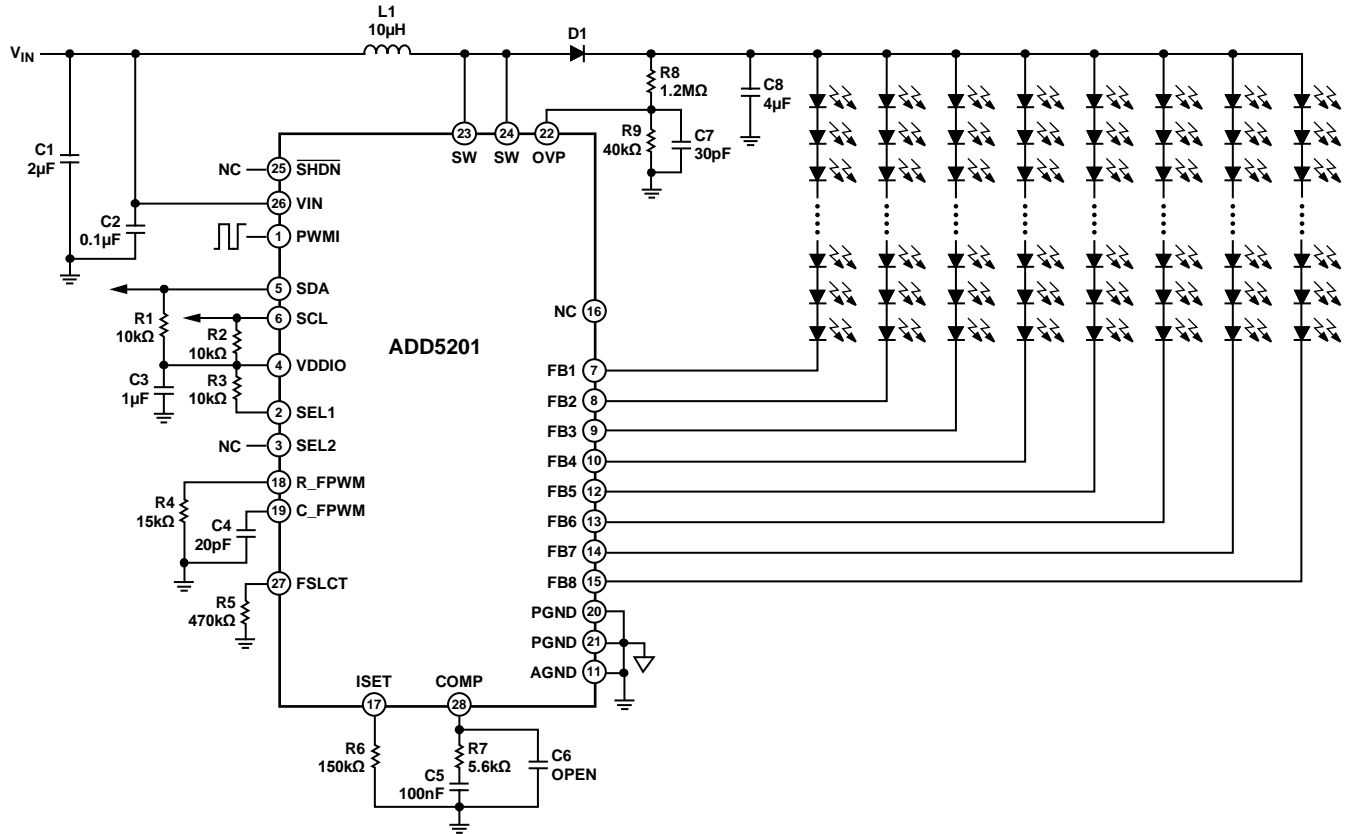 L1
10µH
D1
VIN
R8
1.2MΩ
C8
4µF
C1
2µF
23
24
22
SW
SW
OVP
R9
40kΩ
C7
30pF
NC
25
SHDN
26
VIN
C2
0.1µF
1
PWMI
5
SDA
6
SCL
R1
10kΩ
R2
10kΩ
4
VDDIO
C3
1µF
R3
10kΩ
2
SEL1
NC
3
SEL2
18
R_FPWM
R4
15kΩ
19
C_FPWM
C4
20pF
27
FSLCT
R5
470kΩ
ADD5201
NC
16
FB1
7
FB2
8
FB3
9
FB4
10
FB5
12
FB6
13
FB7
14
FB8
15
PGND
20
PGND
21
AGND
11
ISET
COMP
17
28
R6
150kΩ
R7
5.6kΩ
C5
100nF
C6
OPEN